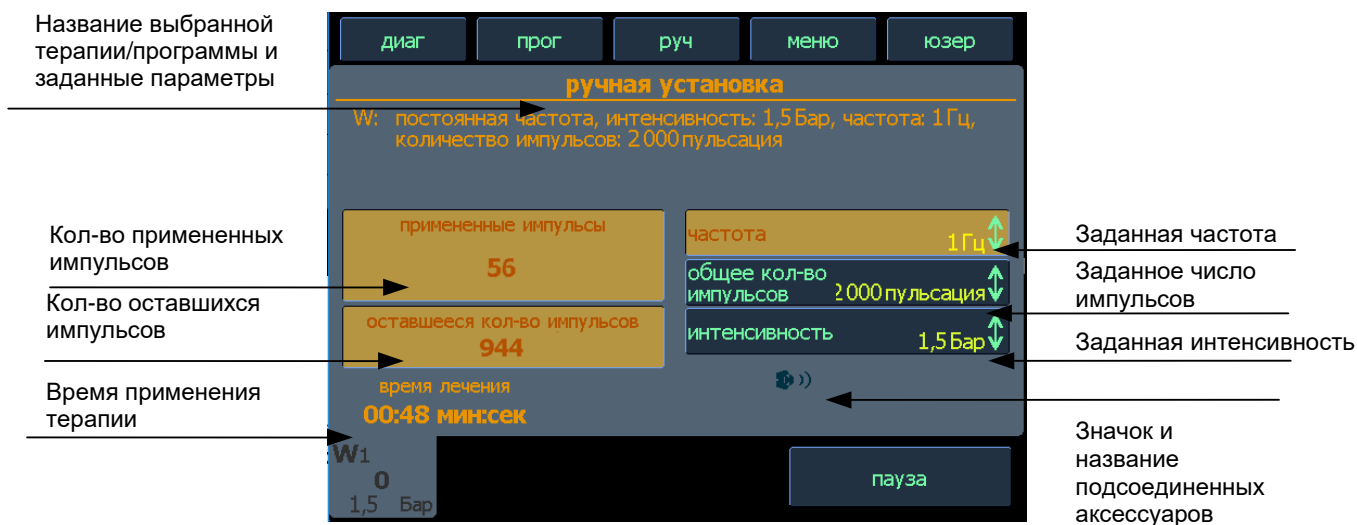 Название выбранной
терапии/программы и
заданные параметры
диаг
прог
руч
меню
юзер
ручная установка
W: постоянная частота, интенсивность: 1,5 Бар, частота: 1 Гц,
количество импульсов: 2 000 пульсация
Кол-во примененных
импульсов
примененные импульсы
56
частота
1 Гц
Заданная частота
общее кол-во
импульсов 2 000 пульсация
Заданное число
импульсов
Кол-во оставшихся
импульсов
оставшееся кол-во импульсов
944
интенсивность
1,5 Бар
Заданная интенсивность
Время применения
терапии
время лечения
00:48 мин:сек
W1
0
1,5 Бар
пауза
Значок и
название
подсоединенных
аксессуаров